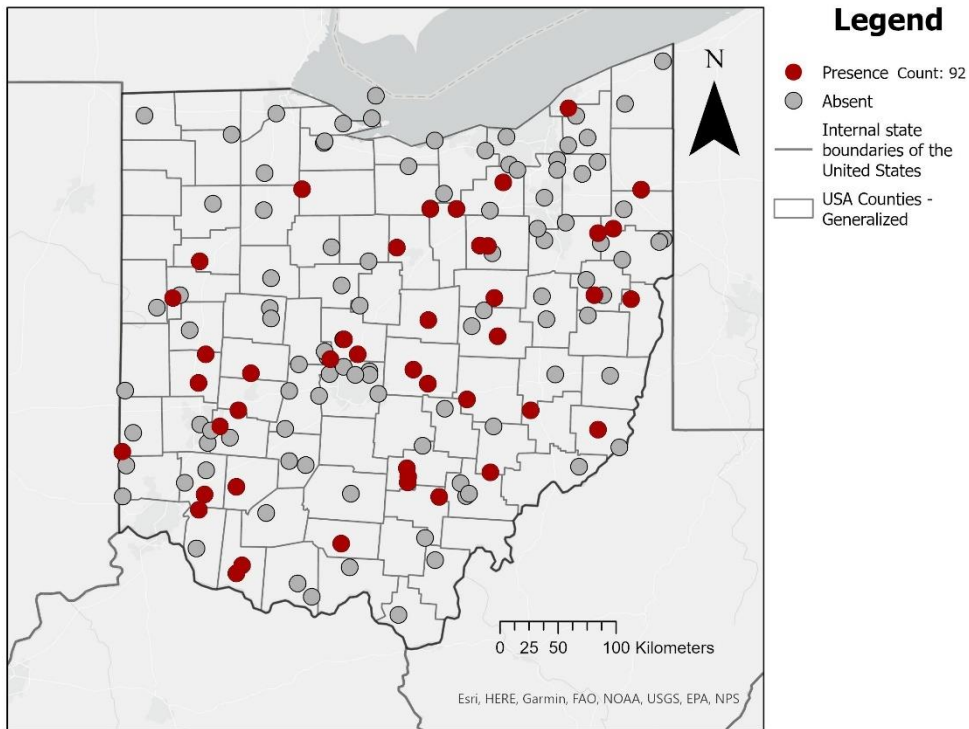 Legend
N
Presence Count: 92
Absent
Internal state
boundaries of the
United States
USA Counties -
Generalized
0 25 50 100 Kilometers
Esri, HERE, Garmin, FAO, NOAA, USGS, EPA, NPS